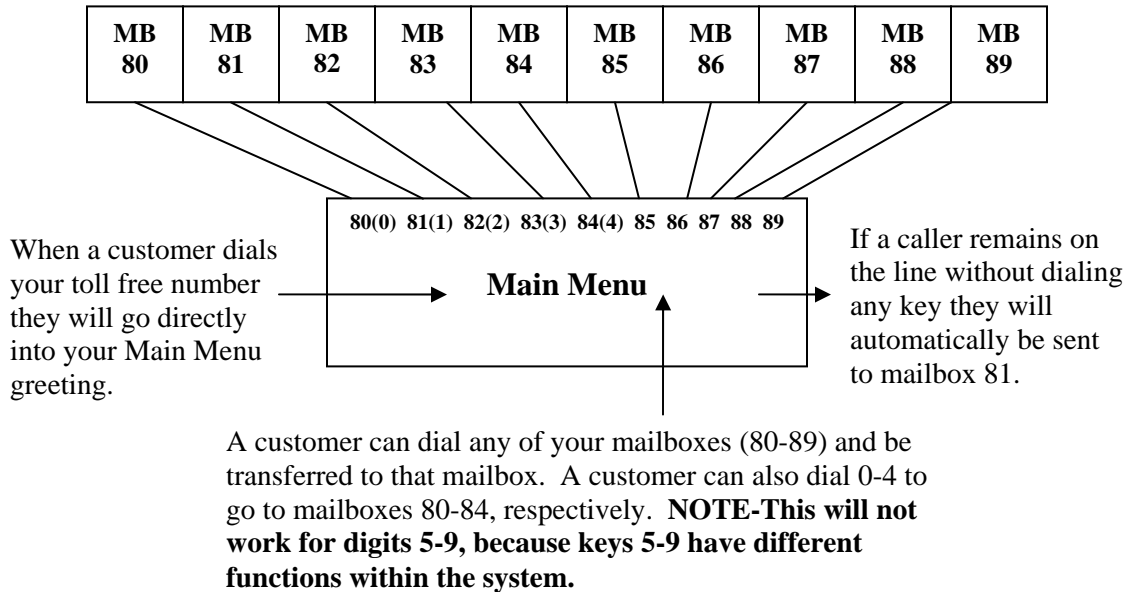 MB MB MB MB MB MB MB MB MB MB
80 81 82 83 84 85 86 87 88 89
80(0) 81(1) 82(2) 83(3) 84(4) 85 86 87 88 89
Main Menu
When a customer dials
your toll free number
they will go directly
into your Main Menu
greeting.
If a caller remains on
the line without dialing
any key they will
automatically be sent
to mailbox 81.
A customer can dial any of your mailboxes (80-89) and be
transferred to that mailbox.  A customer can also dial 0-4 to
go to mailboxes 80-84, respectively.  NOTE-This will not
work for digits 5-9, because keys 5-9 have different
functions within the system.